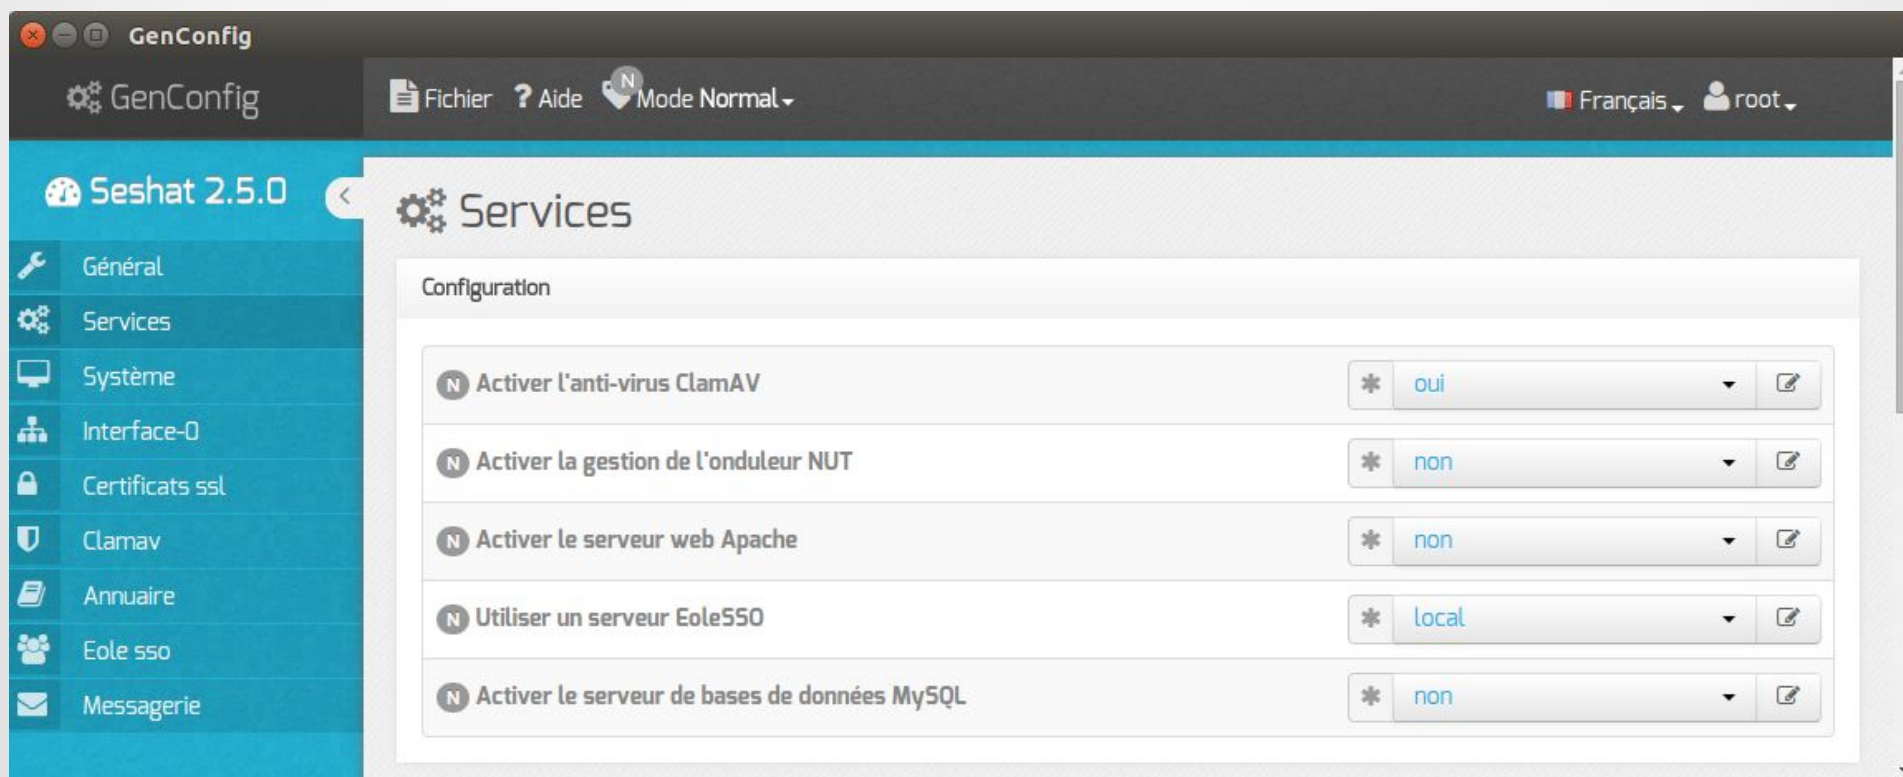 GenConfig
GenConfig Fichier ? Aide N Mode Normal Français root
Seshat 2.5.0
Général
Services
Système
Interface-0
Certificats ssl
Clamav
Annuaire
Eole sso
Messagerie
Services
Configuration
N Activer l'anti-virus ClamAV * oui
N Activer la gestion de l'onduleur NUT * non
N Activer le serveur web Apache * non
N Utiliser un serveur EoleSSO * local
N Activer le serveur de bases de données MySQL * non